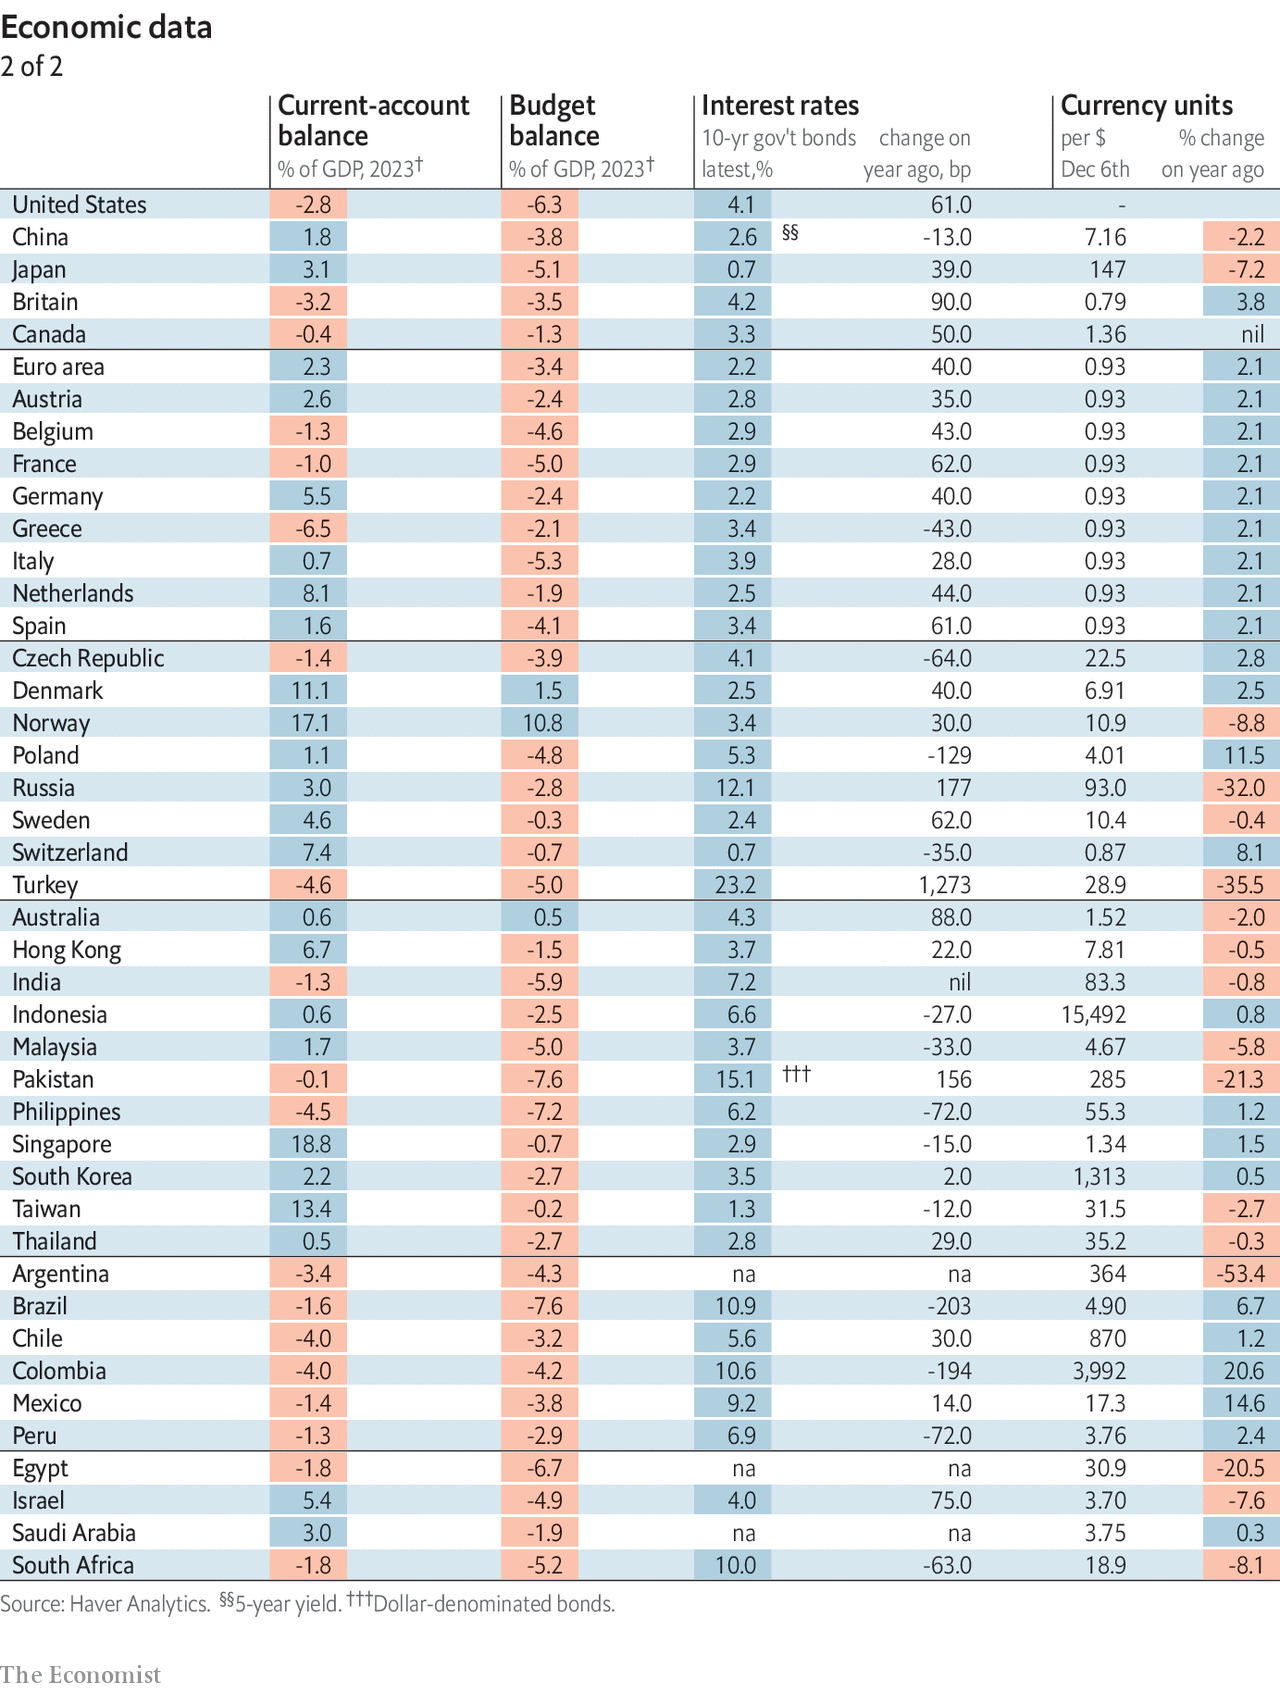 Economic data
2 of 2
Current-account balance Budget balance Interest rates Currency units
% of GDP, 2023† % of GDP, 2023† 10-yr gov't bonds latest,% change on year ago, bp per $ Dec 6th % change on year ago
United States -2.8 -6.3 4.1 61.0 -
China 1.8 -3.8 2.6 §§ -13.0 7.16 -2.2
Japan 3.1 -5.1 0.7 39.0 147 -7.2
Britain -3.2 -3.5 4.2 90.0 0.79 3.8
Canada -0.4 -1.3 3.3 50.0 1.36 nil
Euro area 2.3 -3.4 2.2 40.0 0.93 2.1
Austria 2.6 -2.4 2.8 35.0 0.93 2.1
Belgium -1.3 -4.6 2.9 43.0 0.93 2.1
France -1.0 -5.0 2.9 62.0 0.93 2.1
Germany 5.5 -2.4 2.2 40.0 0.93 2.1
Greece -6.5 -2.1 3.4 -43.0 0.93 2.1
Italy 0.7 -5.3 3.9 28.0 0.93 2.1
Netherlands 8.1 -1.9 2.5 44.0 0.93 2.1
Spain 1.6 -4.1 3.4 61.0 0.93 2.1
Czech Republic -1.4 -3.9 4.1 -64.0 22.5 2.8
Denmark 11.1 1.5 2.5 40.0 6.91 2.5
Norway 17.1 10.8 3.4 30.0 10.9 -8.8
Poland 1.1 -4.8 5.3 -129 4.01 11.5
Russia 3.0 -2.8 12.1 177 93.0 -32.0
Sweden 4.6 -0.3 2.4 62.0 10.4 -0.4
Switzerland 7.4 -0.7 0.7 -35.0 0.87 8.1
Turkey -4.6 -5.0 23.2 1,273 28.9 -35.5
Australia 0.6 0.5 4.3 88.0 1.52 -2.0
Hong Kong 6.7 -1.5 3.7 22.0 7.81 -0.5
India -1.3 -5.9 7.2 nil 83.3 -0.8
Indonesia 0.6 -2.5 6.6 -27.0 15,492 0.8
Malaysia 1.7 -5.0 3.7 -33.0 4.67 -5.8
Pakistan -0.1 -7.6 15.1 ††† 156 285 -21.3
Philippines -4.5 -7.2 6.2 -72.0 55.3 1.2
Singapore 18.8 -0.7 2.9 -15.0 1.34 1.5
South Korea 2.2 -2.7 3.5 2.0 1,313 0.5
Taiwan 13.4 -0.2 1.3 -12.0 31.5 -2.7
Thailand 0.5 -2.7 2.8 29.0 35.2 -0.3
Argentina -3.4 -4.3 na na 364 -53.4
Brazil -1.6 -7.6 10.9 -203 4.90 6.7
Chile -4.0 -3.2 5.6 30.0 870 1.2
Colombia -4.0 -4.2 10.6 -194 3,992 20.6
Mexico -1.4 -3.8 9.2 14.0 17.3 14.6
Peru -1.3 -2.9 6.9 -72.0 3.76 2.4
Egypt -1.8 -6.7 na na 30.9 -20.5
Israel 5.4 -4.9 4.0 75.0 3.70 -7.6
Saudi Arabia 3.0 -1.9 na na 3.75 0.3
South Africa -1.8 -5.2 10.0 -63.0 18.9 -8.1
Source: Haver Analytics. §§5-year yield. †††Dollar-denominated bonds.
The Economist